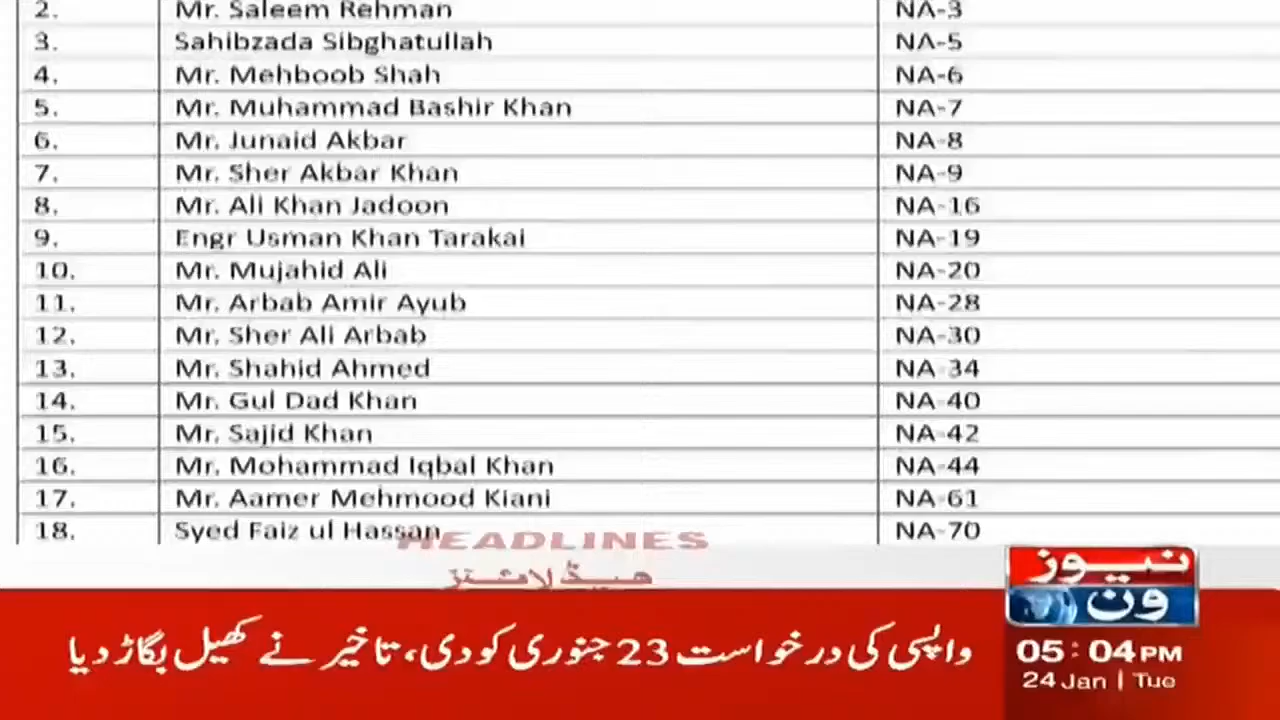 2. Mr. Saleem Rehman NA-3
3. Sahibzada Sibghatullah NA-5
4. Mr. Mehboob Shah NA-6
5. Mr. Muhammad Bashir Khan NA-7
6. Mr. Junaid Akbar NA-8
7. Mr. Sher Akbar Khan NA-9
8. Mr. Ali Khan Jadoon NA-16
9. Engr Usman Khan Tarakai NA-19
10. Mr. Mujahid Ali NA-20
11. Mr. Arbab Amir Ayub NA-28
12. Mr. Sher Ali Arbab NA-30
13. Mr. Shahid Ahmed NA-34
14. Mr. Gul Dad Khan NA-40
15. Mr. Sajid Khan NA-42
16. Mr. Mohammad Iqbal Khan NA-44
17. Mr. Aamer Mehmood Kiani NA-61
18. Syed Faiz ul Hassan NA-70
HEADLINES
ہیڈلائنز
نیوز
ون
واپسی کی درخواست 23 جنوری کو دی، تاخیر نے کھیل بگاڑ دیا
05:04 PM
24 Jan | Tue